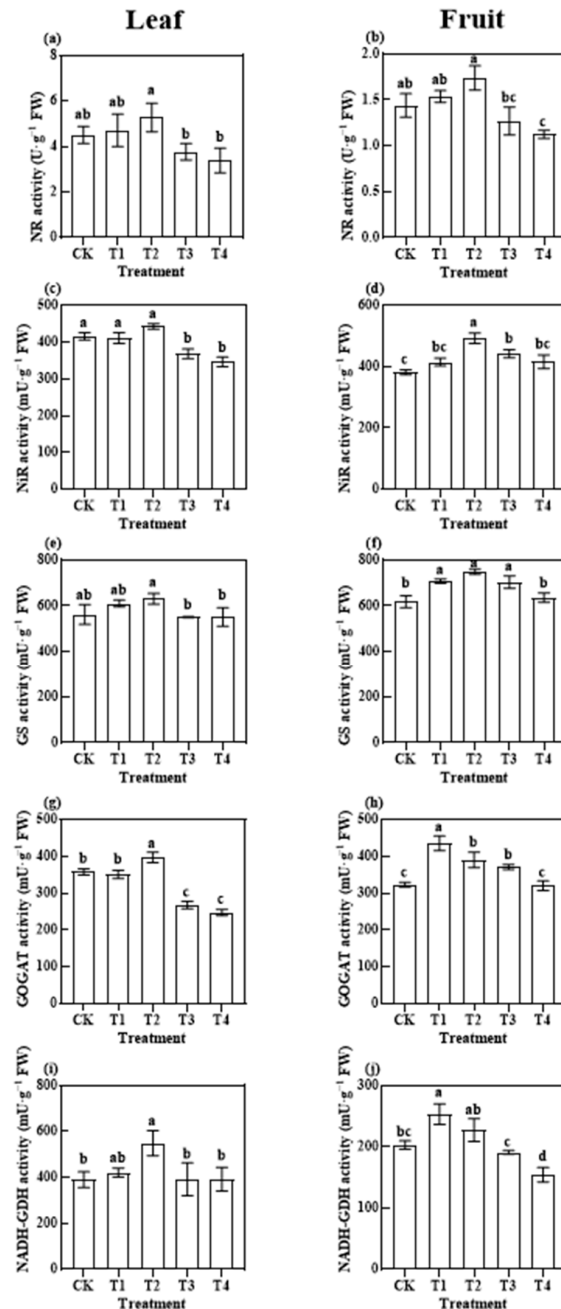 Leaf Fruit
(a) (b)
NR activity (U·g⁻¹ FW)
8
6
4
2
0
ab ab a b b
CK T1 T2 T3 T4
Treatment
NR activity (U·g⁻¹ FW)
2.0
1.5
1.0
0.5
0.0
ab ab a bc c
CK T1 T2 T3 T4
Treatment
(c) (d)
NiR activity (mU·g⁻¹ FW)
500
400
300
200
100
0
a a a b b
CK T1 T2 T3 T4
Treatment
NiR activity (mU·g⁻¹ FW)
600
400
200
0
c bc a b bc
CK T1 T2 T3 T4
Treatment
(e) (f)
GS activity (mU·g⁻¹ FW)
800
600
400
200
0
ab ab a b b
CK T1 T2 T3 T4
Treatment
GS activity (mU·g⁻¹ FW)
800
600
400
200
0
b a a a b
CK T1 T2 T3 T4
Treatment
(g) (h)
GOGAT activity (mU·g⁻¹ FW)
500
400
300
200
100
0
b b a c c
CK T1 T2 T3 T4
Treatment
GOGAT activity (mU·g⁻¹ FW)
500
400
300
200
100
0
c a b b c
CK T1 T2 T3 T4
Treatment
(i) (j)
NADH-GDH activity (mU·g⁻¹ FW)
800
600
400
200
0
b ab a b b
CK T1 T2 T3 T4
Treatment
NADH-GDH activity (mU·g⁻¹ FW)
300
200
100
0
bc a ab c d
CK T1 T2 T3 T4
Treatment